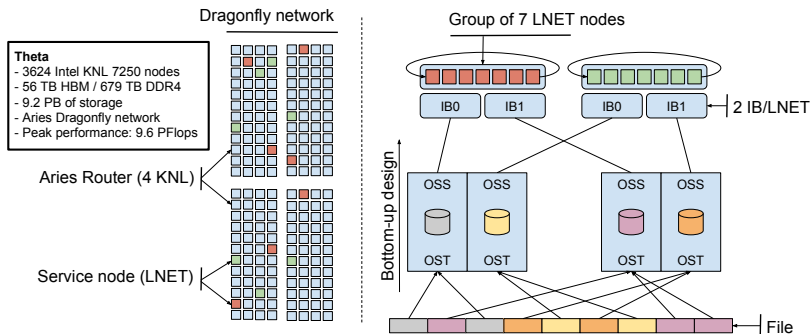 Dragonfly network
Theta
- 3624 Intel KNL 7250 nodes
- 56 TB HBM / 679 TB DDR4
- 9.2 PB of storage
- Aries Dragonfly network
- Peak performance: 9.6 PFlops
Aries Router (4 KNL)
Service node (LNET)
Group of 7 LNET nodes
IB0 IB1 IB0 IB1
2 IB/LNET
Bottom-up design
OSS OSS OSS OSS
OST OST OST OST
File